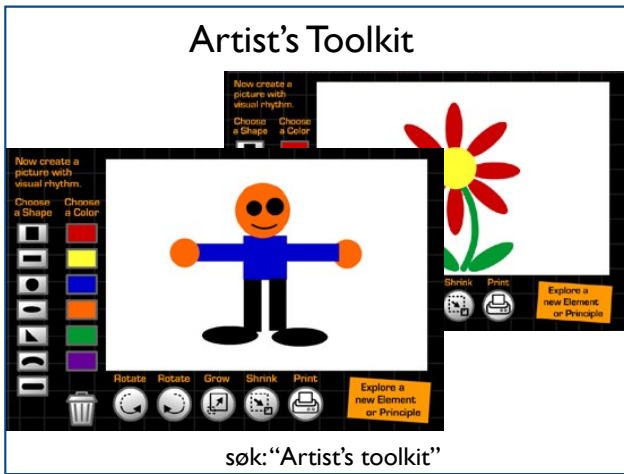 Artist's Toolkit
Now create a
picture with
visual rhythm.
Choose
a Shape
Choose
a Color
Shrink
Print
Explore a
new Element
or Principle
Now create a
picture with
visual rhythm.
Choose
a Shape
Choose
a Color
Rotate
Rotate
Grow
Shrink
Print
Explore a
new Element
or Principle
søk: “Artist’s toolkit”